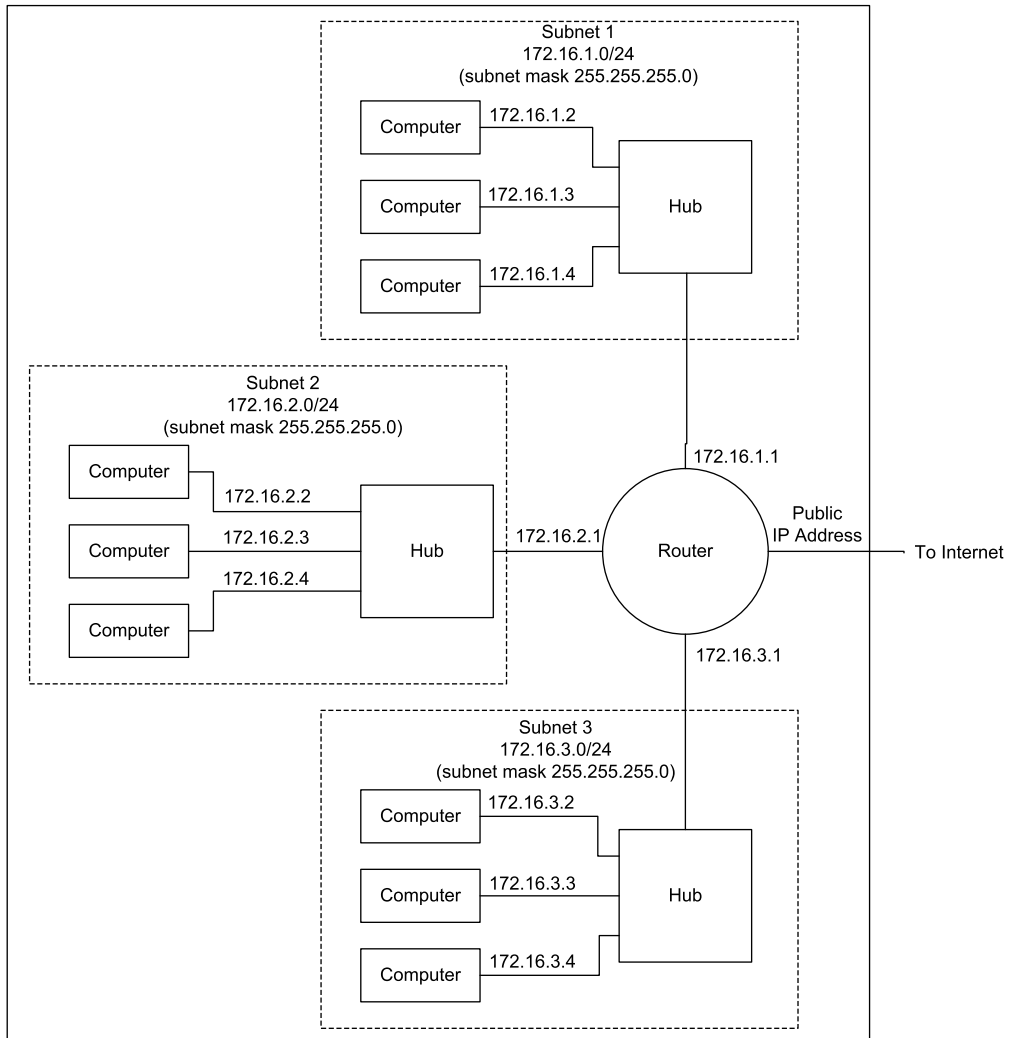 Subnet 1
172.16.1.0/24
(subnet mask 255.255.255.0)
Computer
172.16.1.2
Computer
172.16.1.3
Computer
172.16.1.4
Hub
Subnet 2
172.16.2.0/24
(subnet mask 255.255.255.0)
Computer
172.16.2.2
Computer
172.16.2.3
Computer
172.16.2.4
Hub
172.16.1.1
172.16.2.1
Router
Public
IP Address
To Internet
172.16.3.1
Subnet 3
172.16.3.0/24
(subnet mask 255.255.255.0)
Computer
172.16.3.2
Computer
172.16.3.3
Computer
172.16.3.4
Hub